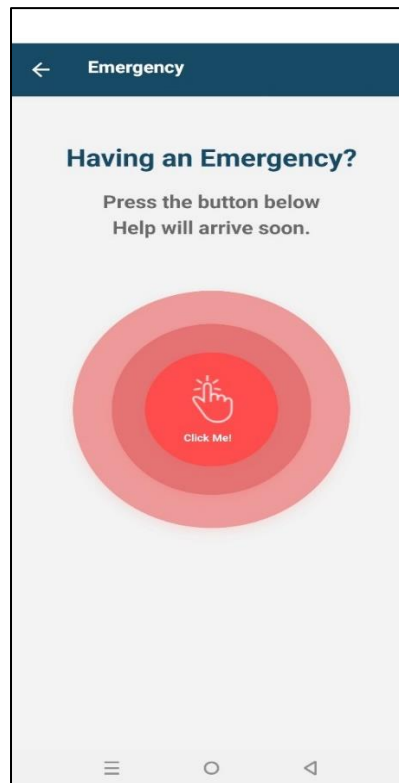 Emergency
Having an Emergency?
Press the button below
Help will arrive soon.
Click Me!